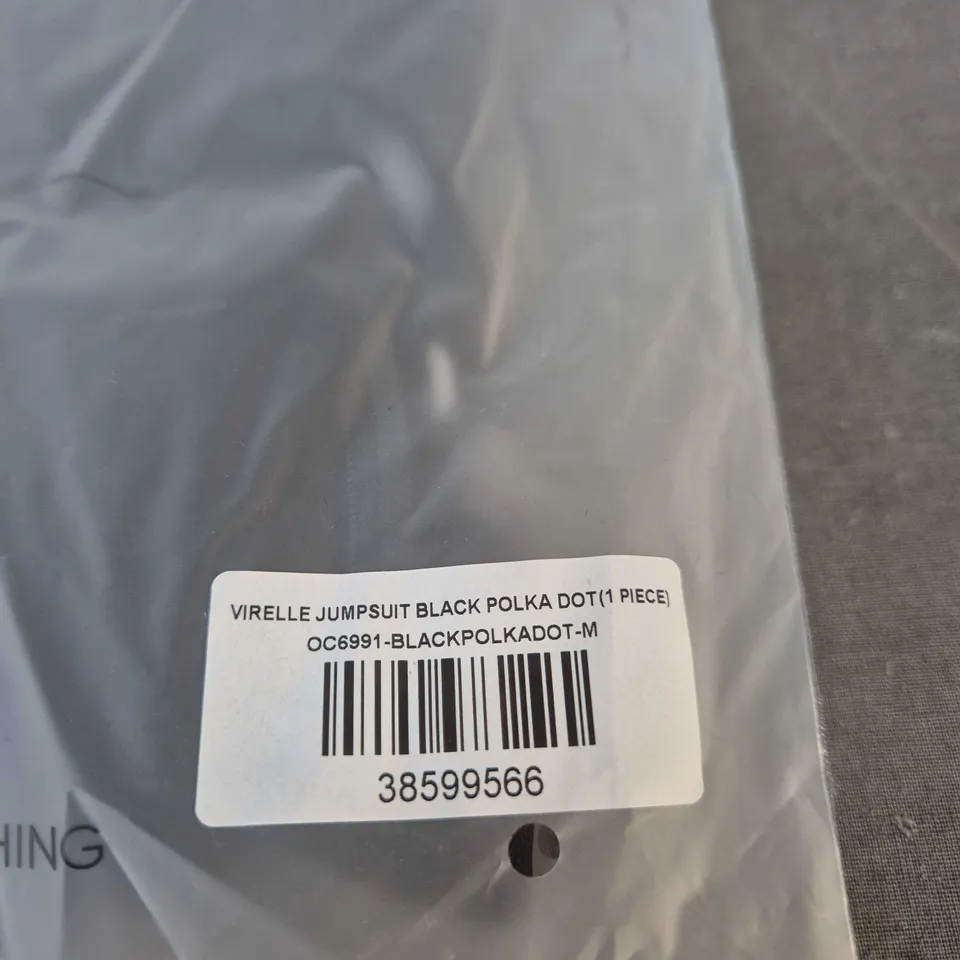 VIRELLE JUMPSUIT BLACK POLKA DOT(1 PIECE)
OC6991-BLACKPOLKADOT-M
38599566
HING